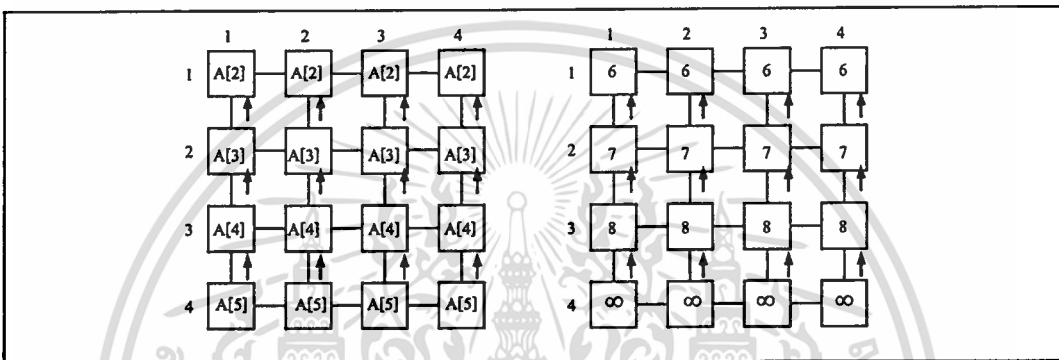 1 2 3 4
1 A[2] A[2] A[2] A[2]
2 A[3] A[3] A[3] A[3]
3 A[4] A[4] A[4] A[4]
4 A[5] A[5] A[5] A[5]
1 2 3 4
1 6 6 6 6
2 7 7 7 7
3 8 8 8 8
4 ∞ ∞ ∞ ∞